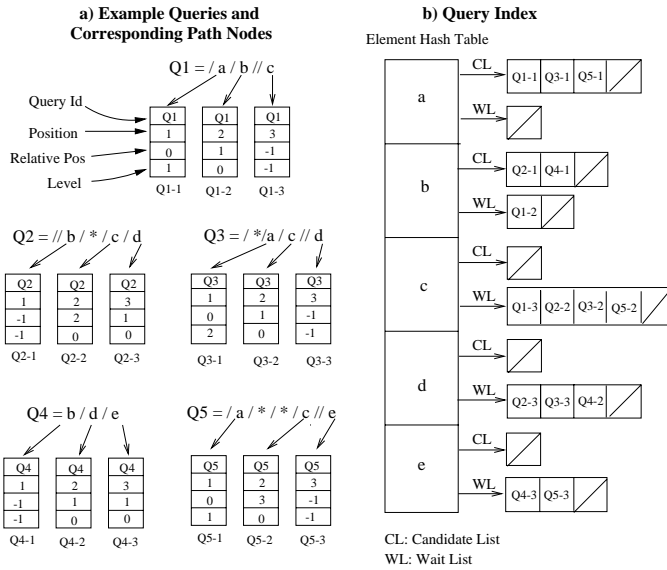 a) Example Queries and
Corresponding Path Nodes
Q1 = / a / b // c
Query Id
Position
Relative Pos
Level
Q1
1
0
1
Q1-1
Q1
2
1
0
Q1-2
Q1
3
-1
-1
Q1-3
Q2 = // b / * / c / d
Q2
1
-1
-1
Q2-1
Q2
2
2
0
Q2-2
Q2
3
1
0
Q2-3
Q3 = / */a / c // d
Q3
1
0
2
Q3-1
Q3
2
1
0
Q3-2
Q3
3
-1
-1
Q3-3
Q4 = b / d / e
Q4
1
-1
-1
Q4-1
Q4
2
1
0
Q4-2
Q4
3
1
0
Q4-3
Q5 = / a / * / * / c // e
Q5
1
0
1
Q5-1
Q5
2
3
0
Q5-2
Q5
3
-1
-1
Q5-3
b) Query Index
Element Hash Table
a
CL
Q1-1 Q3-1 Q5-1
WL
b
CL
Q2-1 Q4-1
WL
Q1-2
c
CL
WL
Q1-3 Q2-2 Q3-2 Q5-2
d
CL
WL
Q2-3 Q3-3 Q4-2
e
CL
WL
Q4-3 Q5-3
CL: Candidate List
WL: Wait List